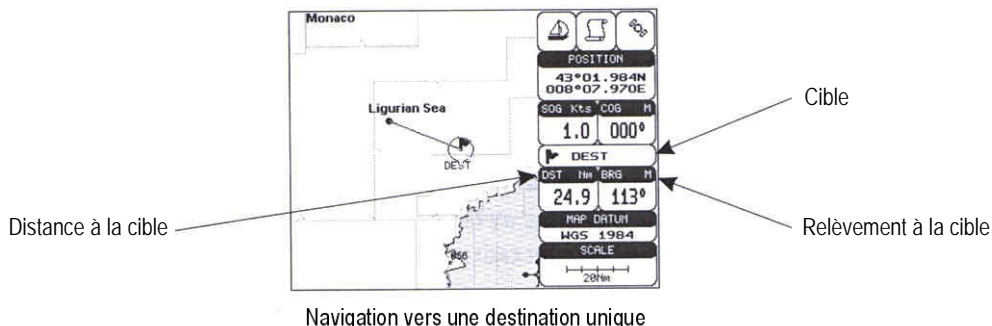 Monaco
Ligurian Sea
DEST
056
POSITION
43°01.984N
008°07.970E
SOG Kts COG M
1.0 000°
DEST
DST Nm BRG M
24.9 113°
MAP DATUM
WGS 1984
SCALE
20Nm
Cible
Distance à la cible
Relèvement à la cible
Navigation vers une destination unique